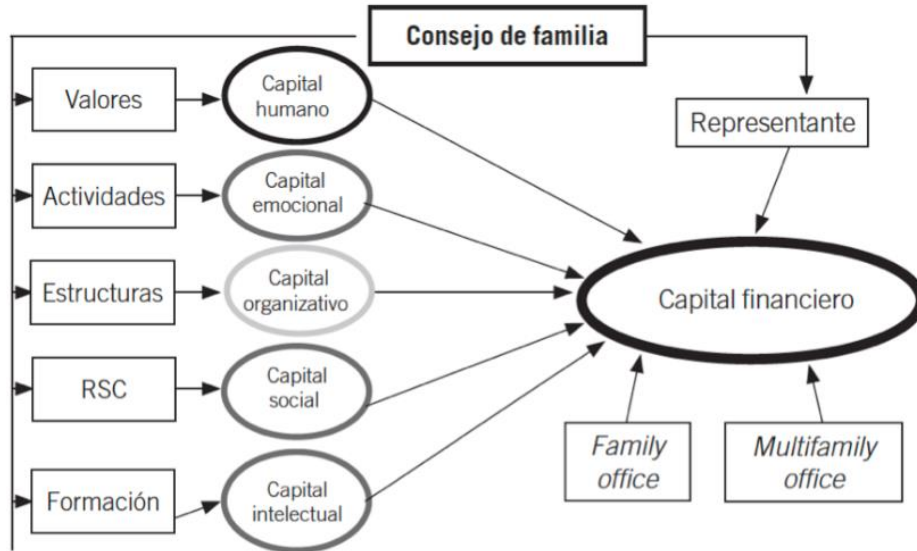 Consejo de familia
Valores
Capital
humano
Representante
Actividades
Capital
emocional
Estructuras
Capital
organizativo
Capital financiero
RSC
Capital
social
Family
office
Multifamily
office
Formación
Capital
intelectual